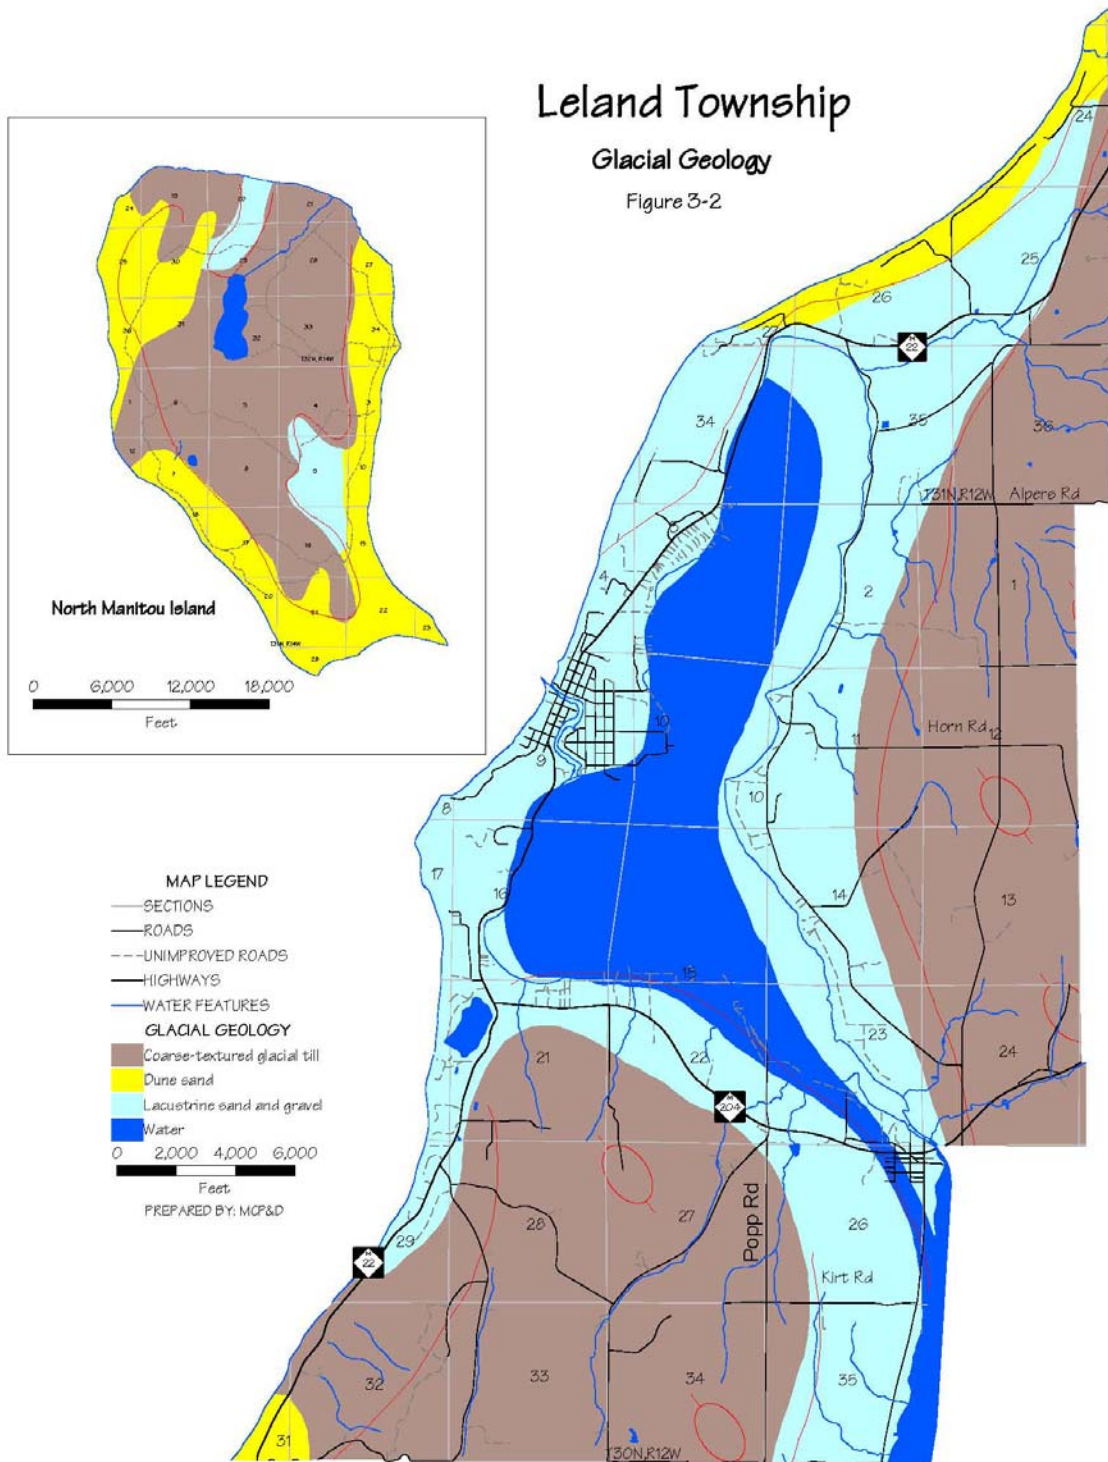 Leland Township
Glacial Geology
Figure 3-2
North Manitou Island
0 6,000 12,000 18,000
Feet
T32N, R14W
T31N, R14W
24
25
26
27
22
34
35
36
T31N,R12W Alpers Rd
4
2
1
10
11
Horn Rd 12
9
10
8
17
16
14
13
15
23
24
21
22
204
28
27
Popp Rd
26
29
22
Kirt Rd
32
33
34
35
31
T30N,R12W
MAP LEGEND
SECTIONS
ROADS
UNIMPROVED ROADS
HIGHWAYS
WATER FEATURES
GLACIAL GEOLOGY
Coarse-textured glacial till
Dune sand
Lacustrine sand and gravel
Water
0 2,000 4,000 6,000
Feet
PREPARED BY: MCP&D